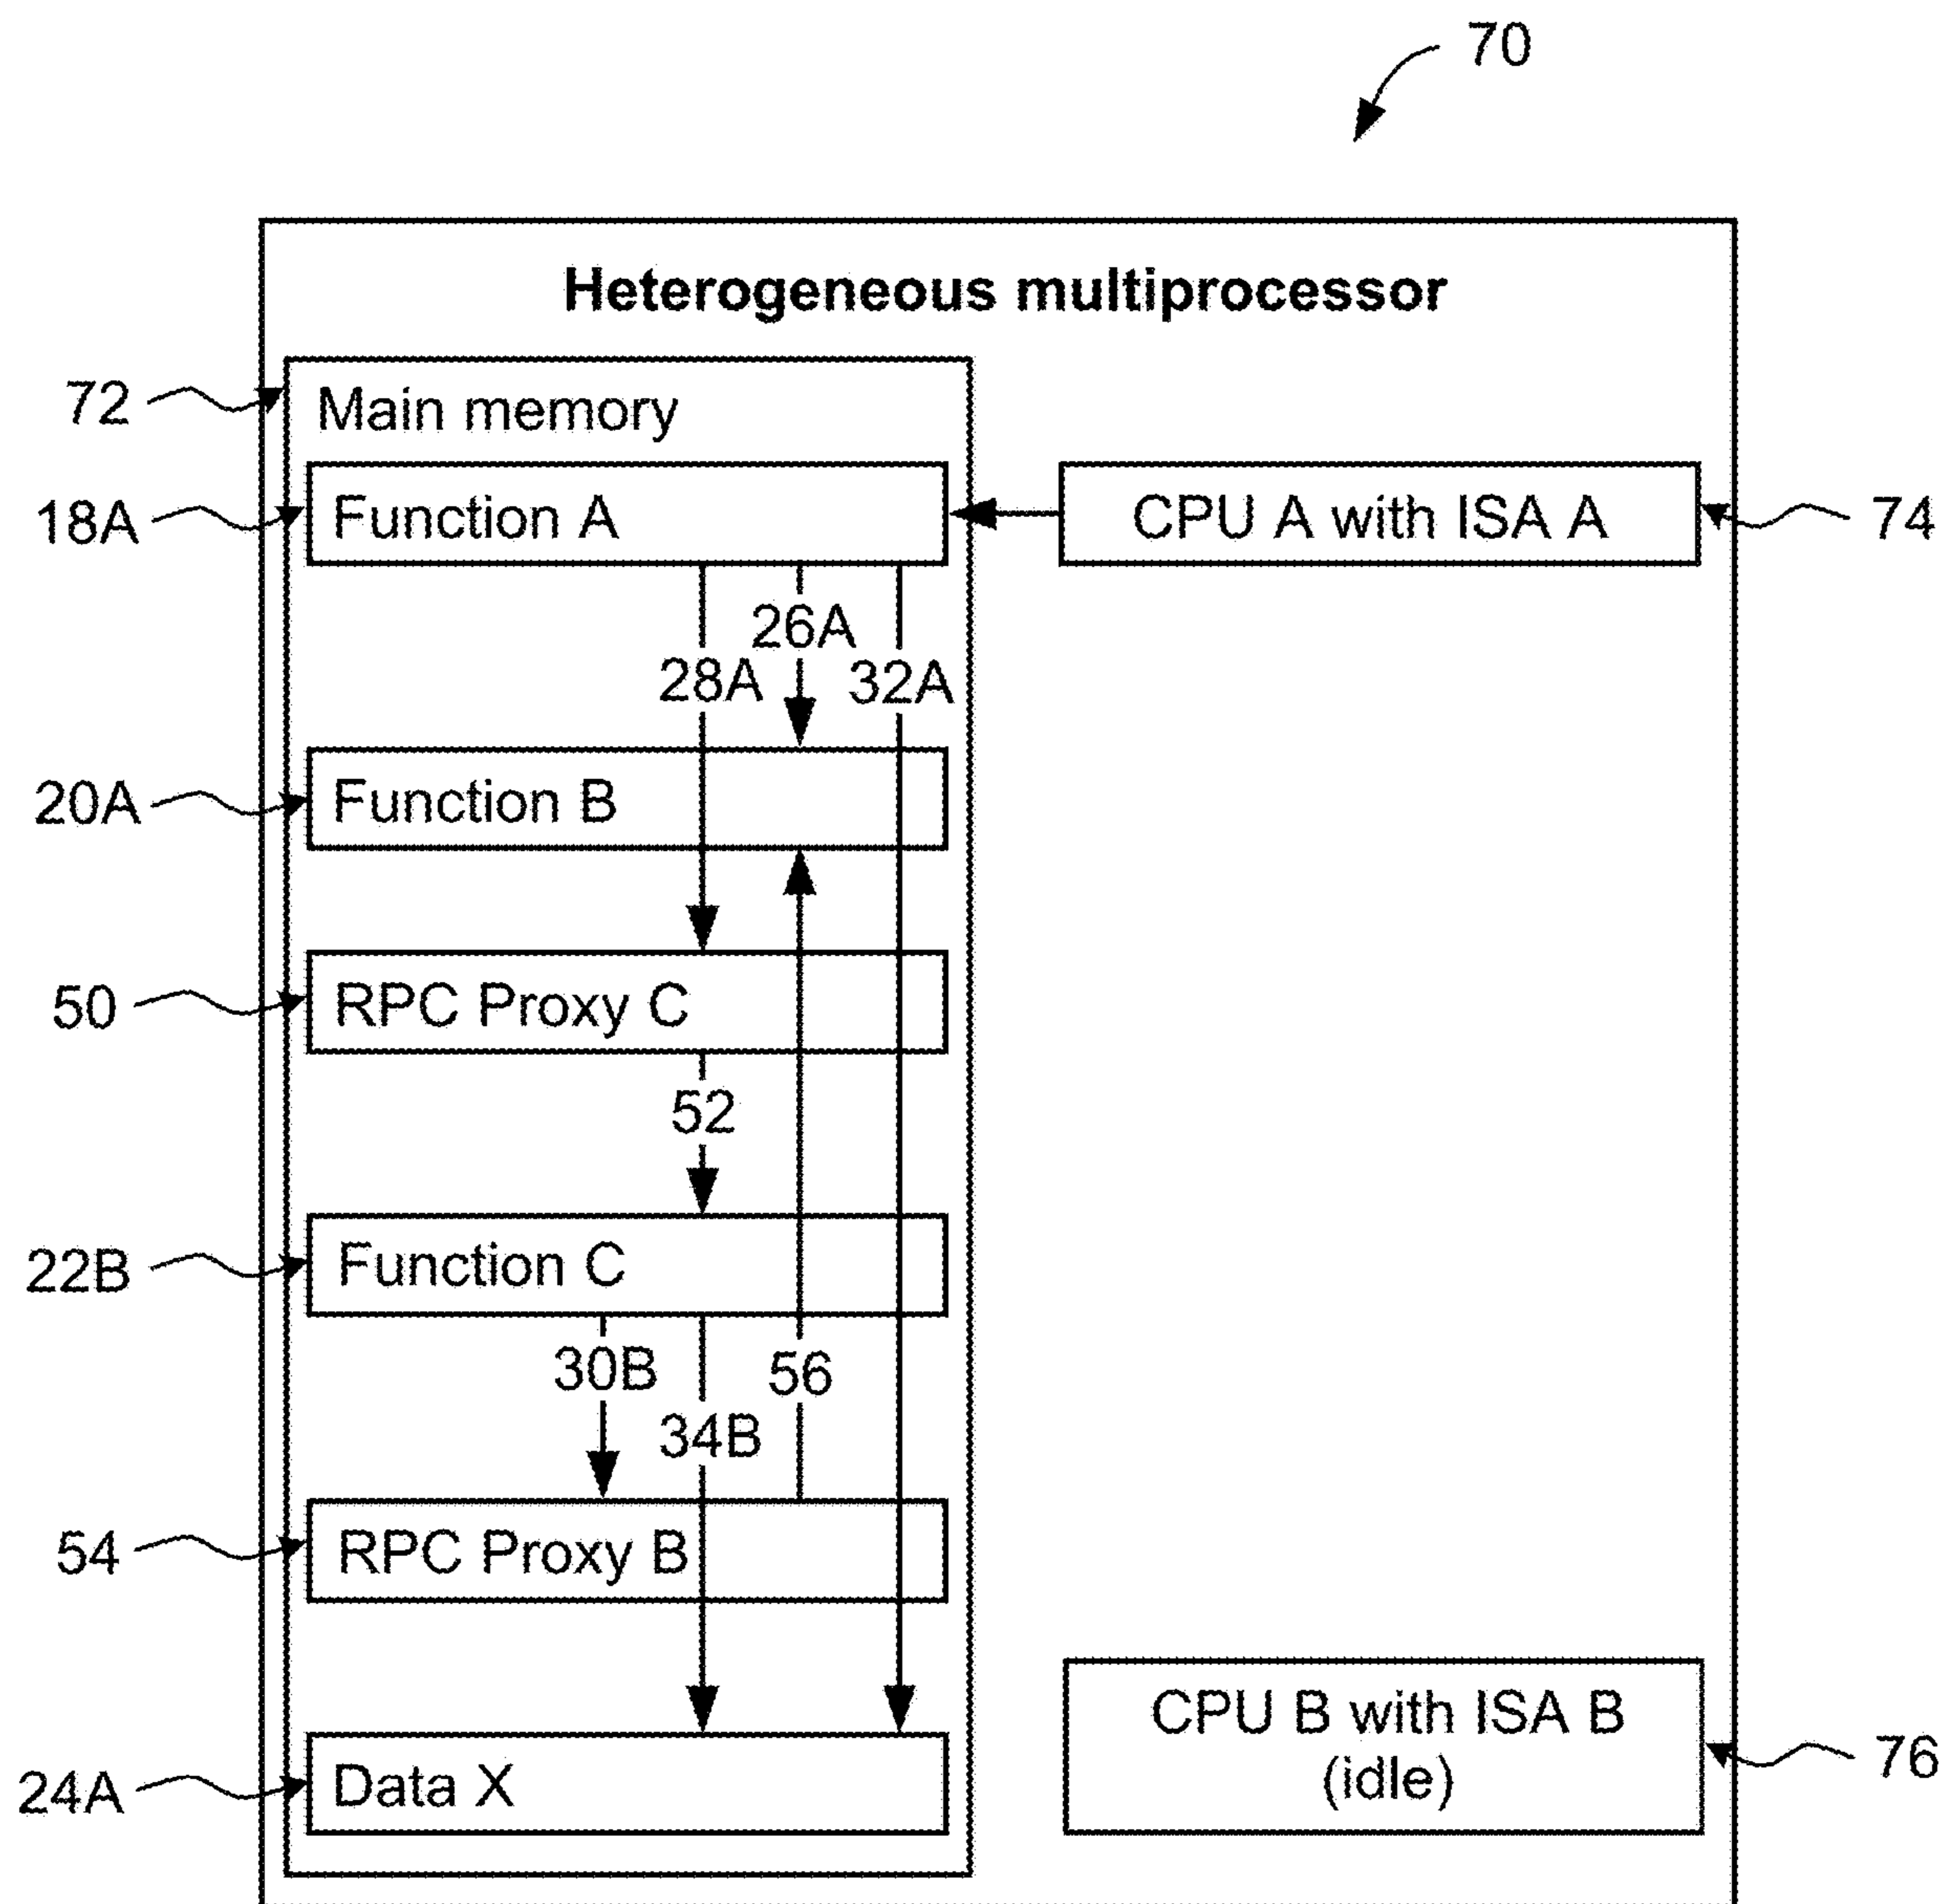 70
Heterogeneous multiprocessor
72
Main memory
18A
Function A
CPU A with ISA A
74
26A
28A
32A
20A
Function B
50
RPC Proxy C
52
22B
Function C
30B
56
34B
54
RPC Proxy B
CPU B with ISA B
(idle)
76
24A
Data X